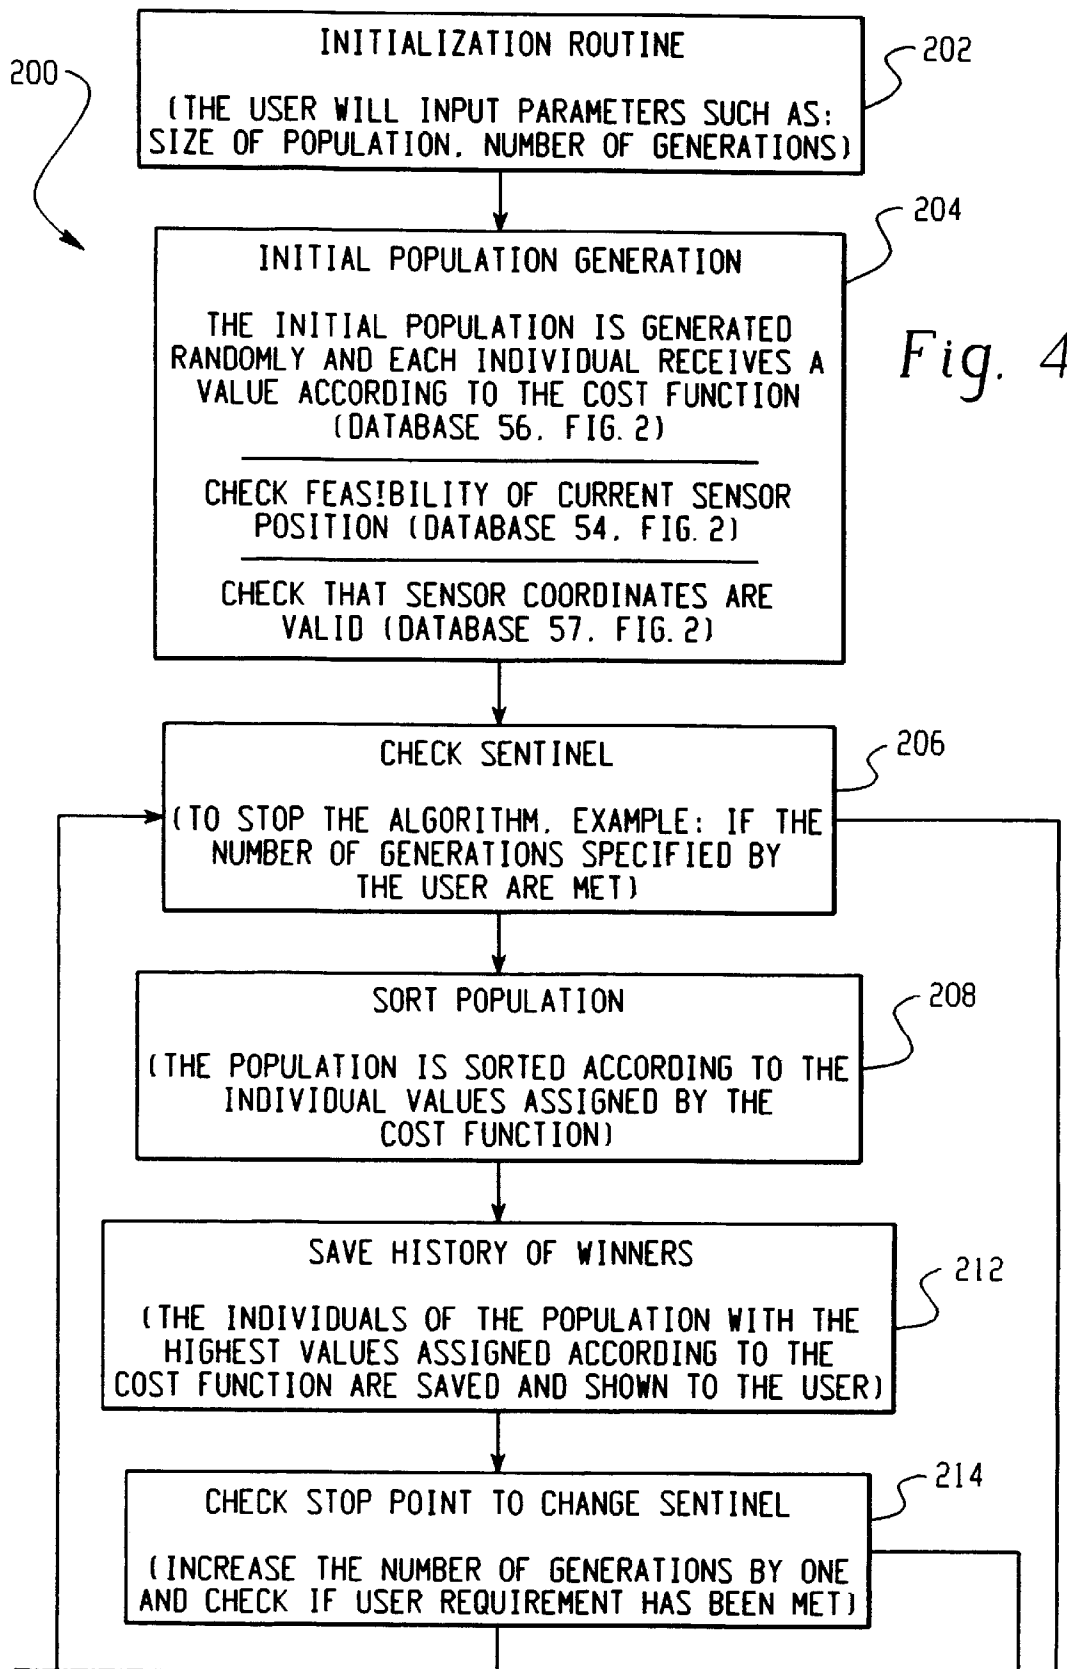 200
INITIALIZATION ROUTINE
(THE USER WILL INPUT PARAMETERS SUCH AS:
SIZE OF POPULATION. NUMBER OF GENERATIONS)
202
INITIAL POPULATION GENERATION
THE INITIAL POPULATION IS GENERATED
RANDOMLY AND EACH INDIVIDUAL RECEIVES A
VALUE ACCORDING TO THE COST FUNCTION
(DATABASE 56. FIG. 2)
CHECK FEASIBILITY OF CURRENT SENSOR
POSITION (DATABASE 54. FIG. 2)
CHECK THAT SENSOR COORDINATES ARE
VALID (DATABASE 57. FIG. 2)
204
Fig. 4
CHECK SENTINEL
(TO STOP THE ALGORITHM. EXAMPLE: IF THE
NUMBER OF GENERATIONS SPECIFIED BY
THE USER ARE MET)
206
SORT POPULATION
(THE POPULATION IS SORTED ACCORDING TO THE
INDIVIDUAL VALUES ASSIGNED BY THE
COST FUNCTION)
208
SAVE HISTORY OF WINNERS
(THE INDIVIDUALS OF THE POPULATION WITH THE
HIGHEST VALUES ASSIGNED ACCORDING TO THE
COST FUNCTION ARE SAVED AND SHOWN TO THE USER)
212
CHECK STOP POINT TO CHANGE SENTINEL
(INCREASE THE NUMBER OF GENERATIONS BY ONE
AND CHECK IF USER REQUIREMENT HAS BEEN MET)
214